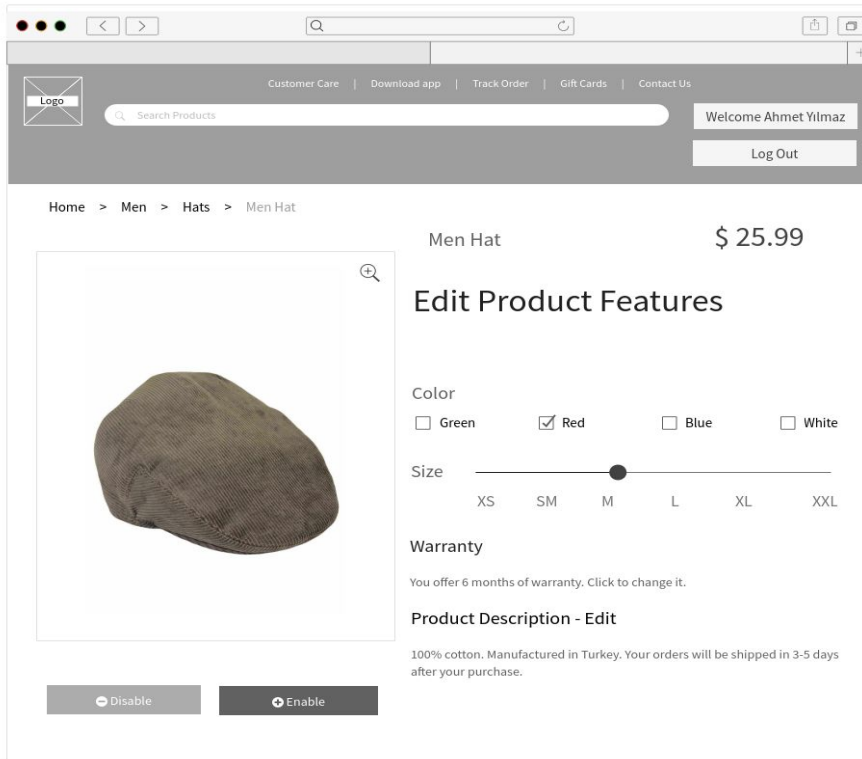 Customer Care | Download app | Track Order | Gift Cards | Contact Us
Logo
Search Products
Welcome Ahmet Yılmaz
Log Out
Home > Men > Hats > Men Hat
Men Hat
$ 25.99
Edit Product Features
Color
Green
Red
Blue
White
Size
XS SM M L XL XXL
Warranty
You offer 6 months of warranty. Click to change it.
Product Description - Edit
100% cotton. Manufactured in Turkey. Your orders will be shipped in 3-5 days
after your purchase.
Disable
Enable